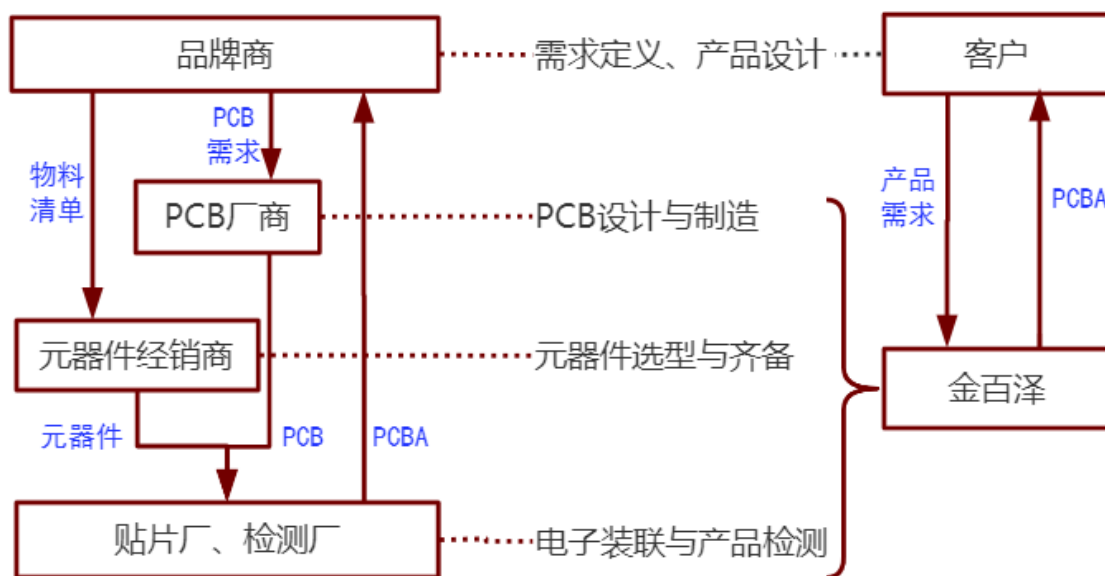 品牌商
需求定义、产品设计
客户
PCB
需求
物料
清单
产品
需求
PCBA
PCB厂商
PCB设计与制造
元器件经销商
元器件选型与齐备
金百泽
元器件
PCB
PCBA
贴片厂、检测厂
电子装联与产品检测